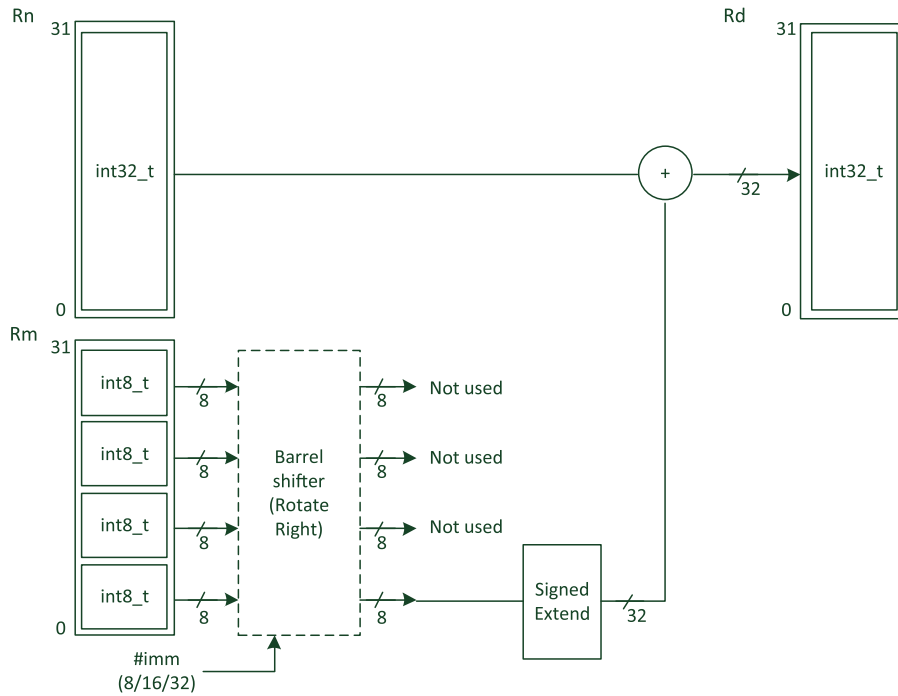 Rn
31
int32_t
0
Rd
31
int32_t
0
+
32
Rm
31
int8_t
int8_t
int8_t
int8_t
0
8
8
8
8
Barrel
shifter
(Rotate
Right)
8
Not used
8
Not used
8
Not used
8
Signed
Extend
32
#imm
(8/16/32)